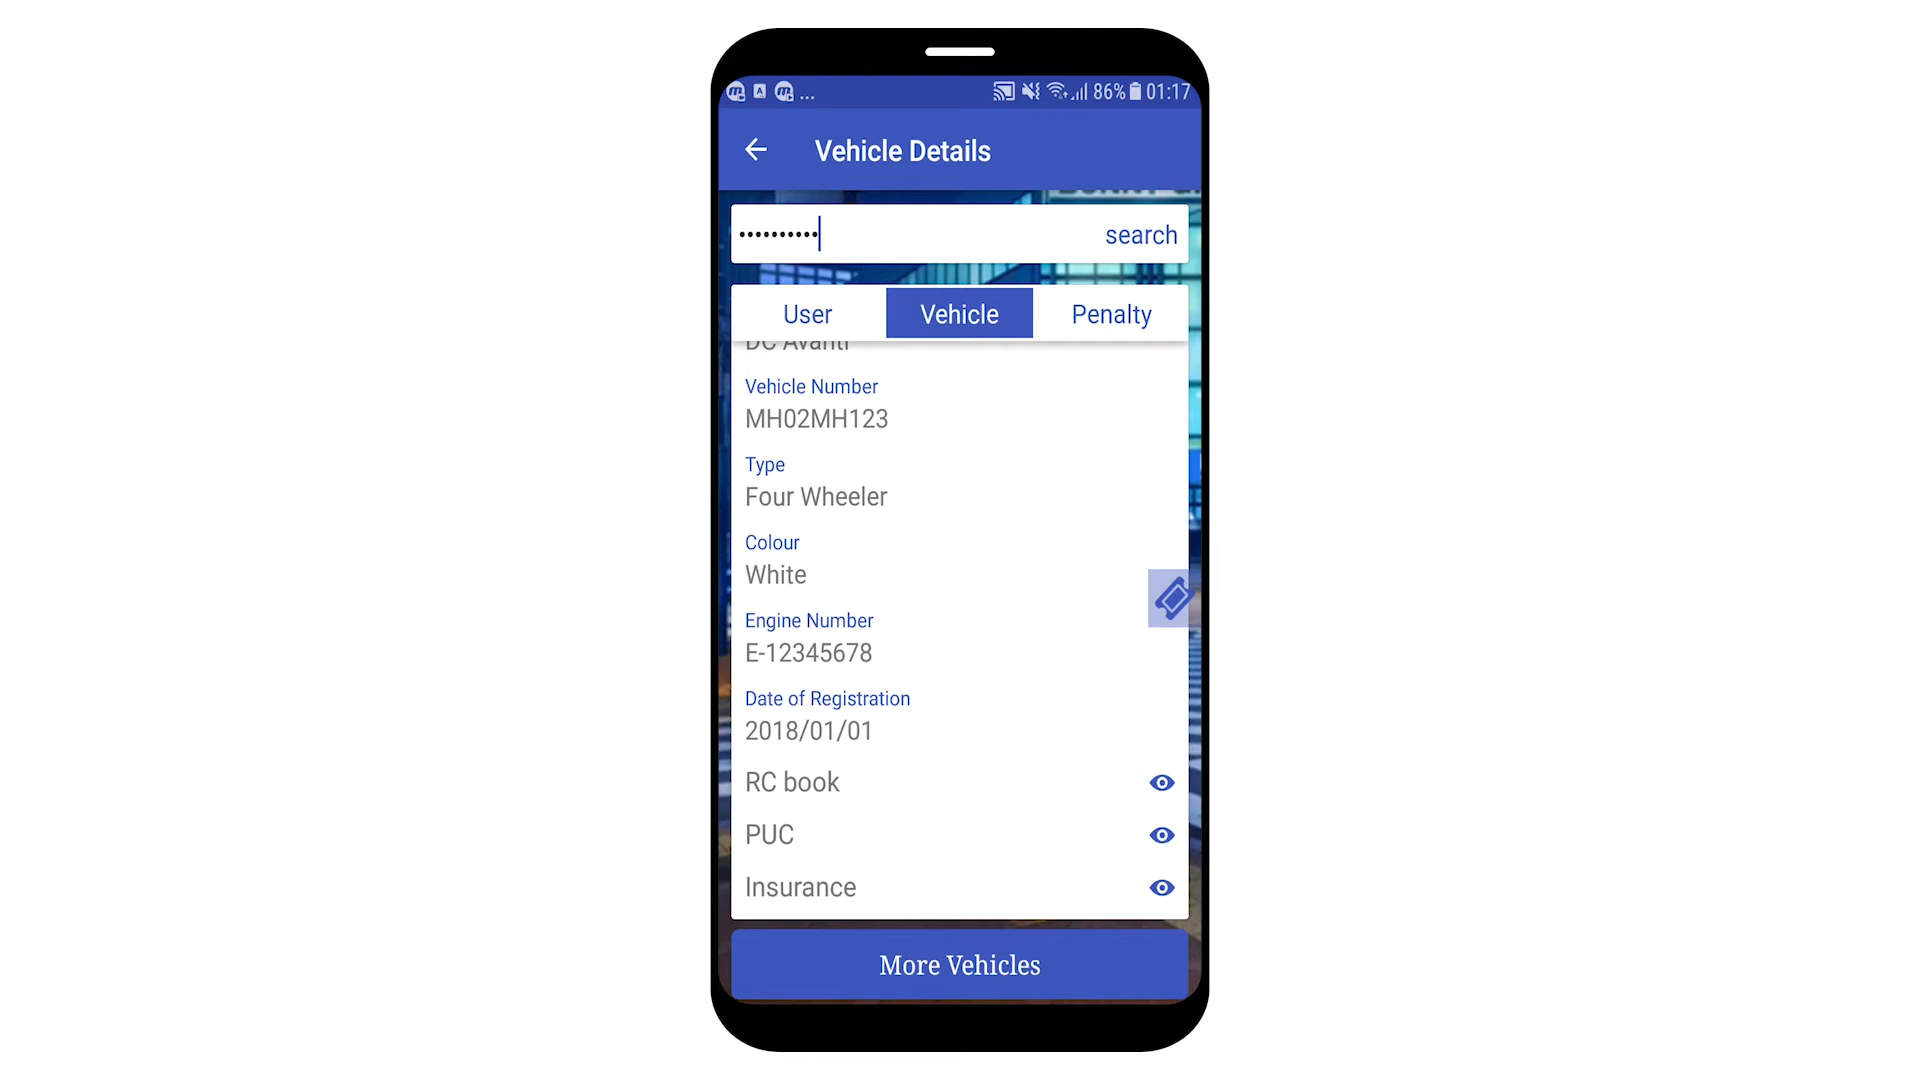 ... 86% 01:17
Vehicle Details
•••••••••• search
User Vehicle Penalty
DC Avanti
Vehicle Number
MH02MH123
Type
Four Wheeler
Colour
White
Engine Number
E-12345678
Date of Registration
2018/01/01
RC book
PUC
Insurance
More Vehicles